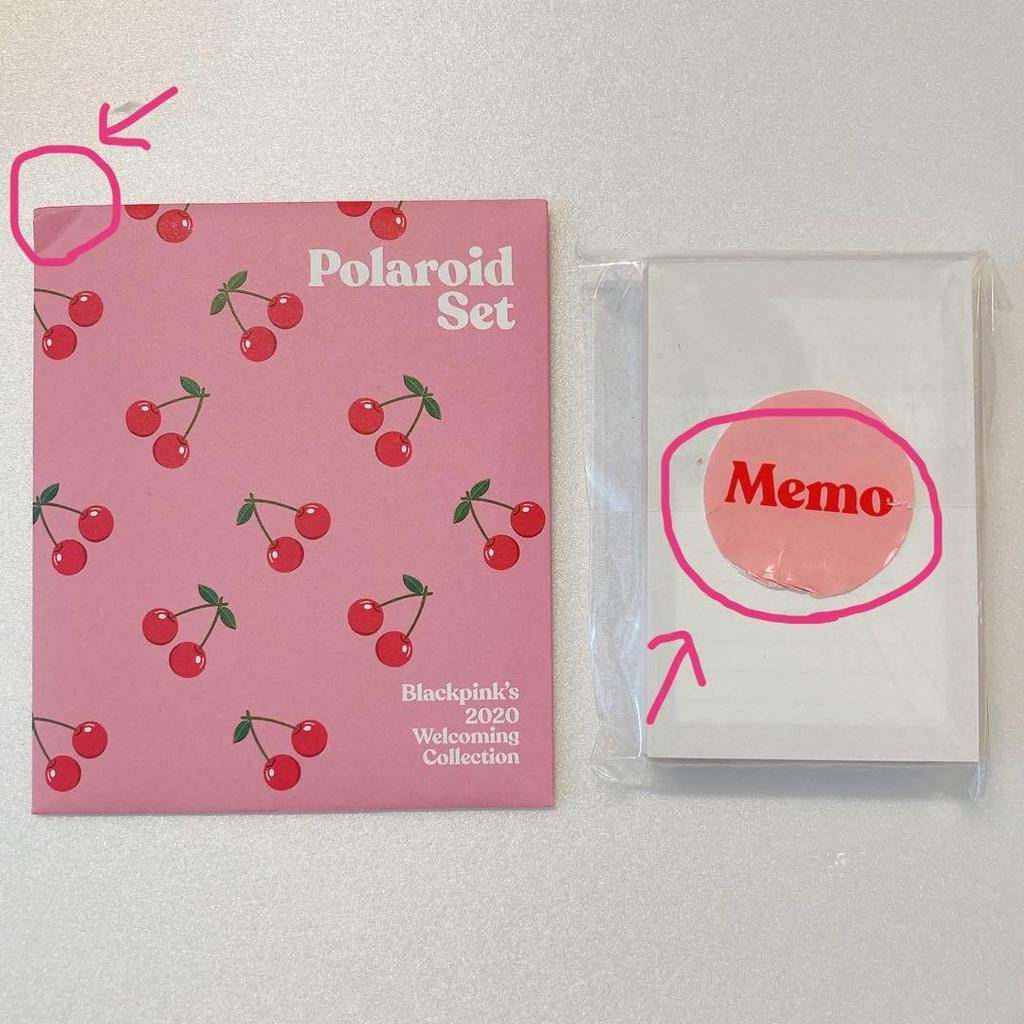 Polaroid
Set
Blackpink's
2020
Welcoming
Collection
Memo